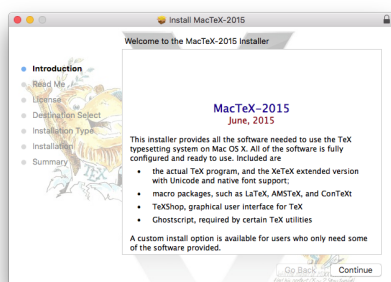 Install MacTeX-2015
Welcome to the MacTeX-2015 Installer
Introduction
Read Me
License
Destination Select
Installation Type
Installation
Summary
MacTeX-2015
June, 2015
This installer provides all the software needed to use the TeX
typesetting system on Mac OS X. All of the software is fully
configured and ready to use. Included are
• the actual TeX program, and the XeTeX extended version
with Unicode and native font support;
• macro packages, such as LaTeX, AMSTeX, and ConTeXt
• TeXShop, graphical user interface for TeX
• Ghostscript, required by certain TeX utilities
A custom install option is available for users who only need some
of the software provided.
Go Back
Continue